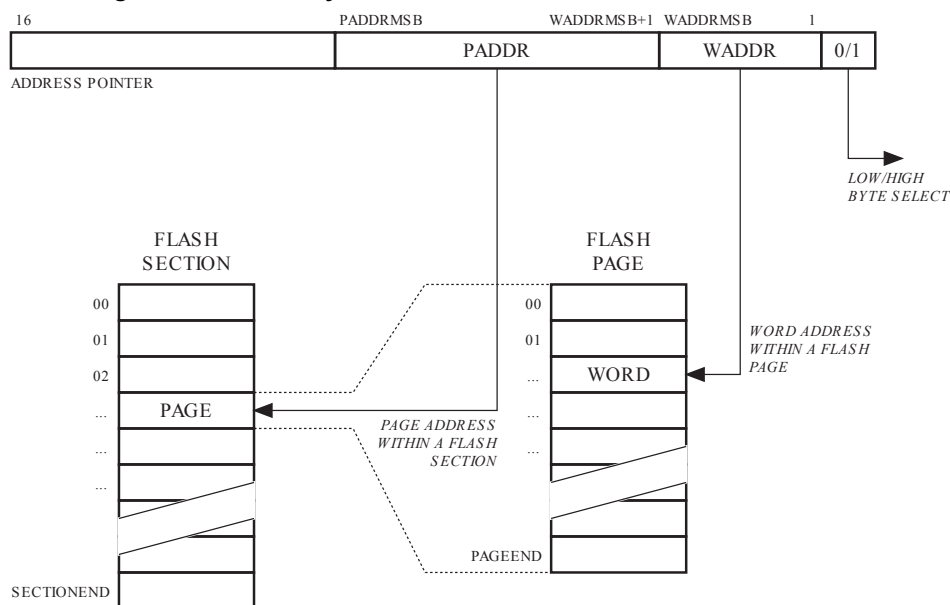 16 PADDRMSB WADDRMSB+1 WADDRMSB 1
PADDR WADDR 0/1
ADDRESS POINTER
LOW/HIGH
BYTE SELECT
FLASH
SECTION
FLASH
PAGE
00
01
02
...
...
...
SECTIONEND
PAGE
PAGE ADDRESS
WITHIN A FLASH
SECTION
00
01
...
...
...
PAGEEND
WORD
WORD ADDRESS
WITHIN A FLASH
PAGE